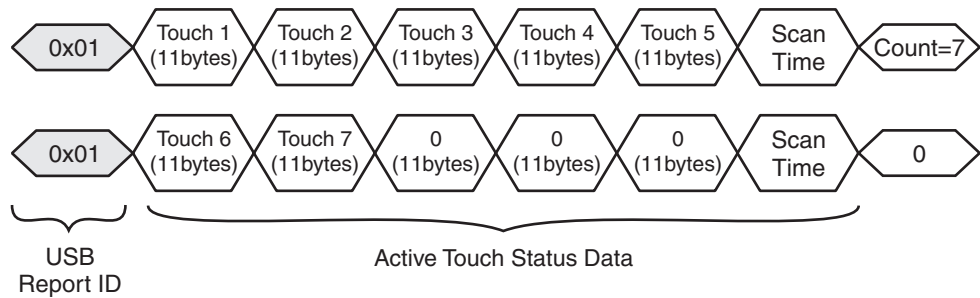 0x01
Touch 1
(11bytes)
Touch 2
(11bytes)
Touch 3
(11bytes)
Touch 4
(11bytes)
Touch 5
(11bytes)
Scan
Time
Count=7
0x01
Touch 6
(11bytes)
Touch 7
(11bytes)
0
(11bytes)
0
(11bytes)
0
(11bytes)
Scan
Time
0
USB
Report ID
Active Touch Status Data